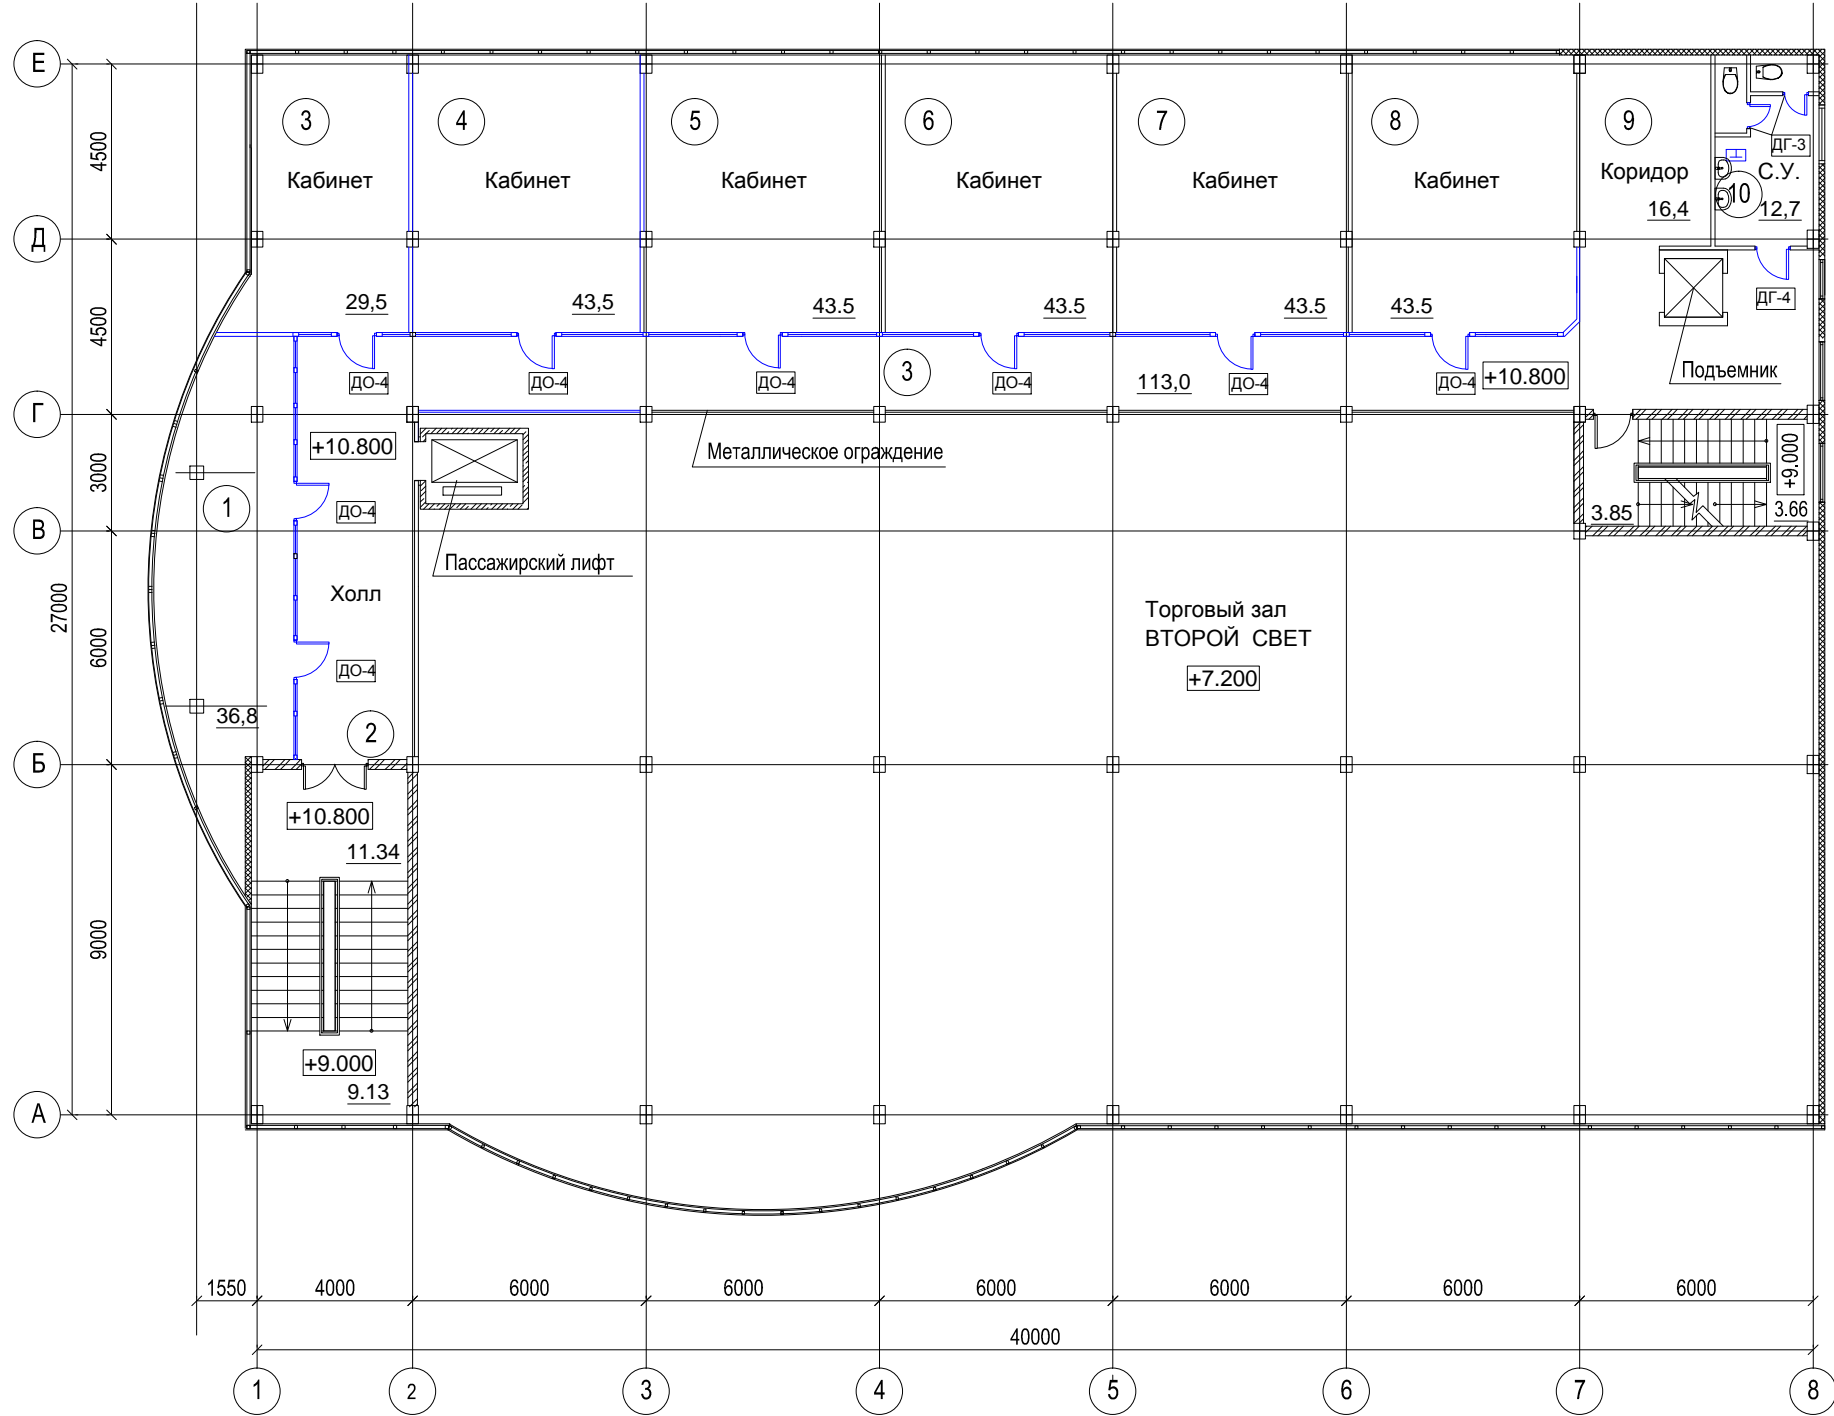 Е
3
4
5
6
7
8
9
ДГ-3
Кабинет
Кабинет
Кабинет
Кабинет
Кабинет
Кабинет
Коридор
С.У.
4500
10
16,4
12,7
Д
29,5
43,5
43.5
43.5
43.5
43.5
ДГ-4
4500
Подъемник
ДО-4
ДО-4
ДО-4
3
ДО-4
113,0
ДО-4
ДО-4
+10.800
Г
+10.800
Металлическое ограждение
+9.000
3000
1
ДО-4
3.85
3.66
В
Пассажирский лифт
Холл
27000
6000
Торговый зал
ВТОРОЙ СВЕТ
+7.200
ДО-4
36,8
2
Б
+10.800
11.34
9000
+9.000
9.13
А
1550
4000
6000
6000
6000
6000
6000
6000
40000
1
2
3
4
5
6
7
8